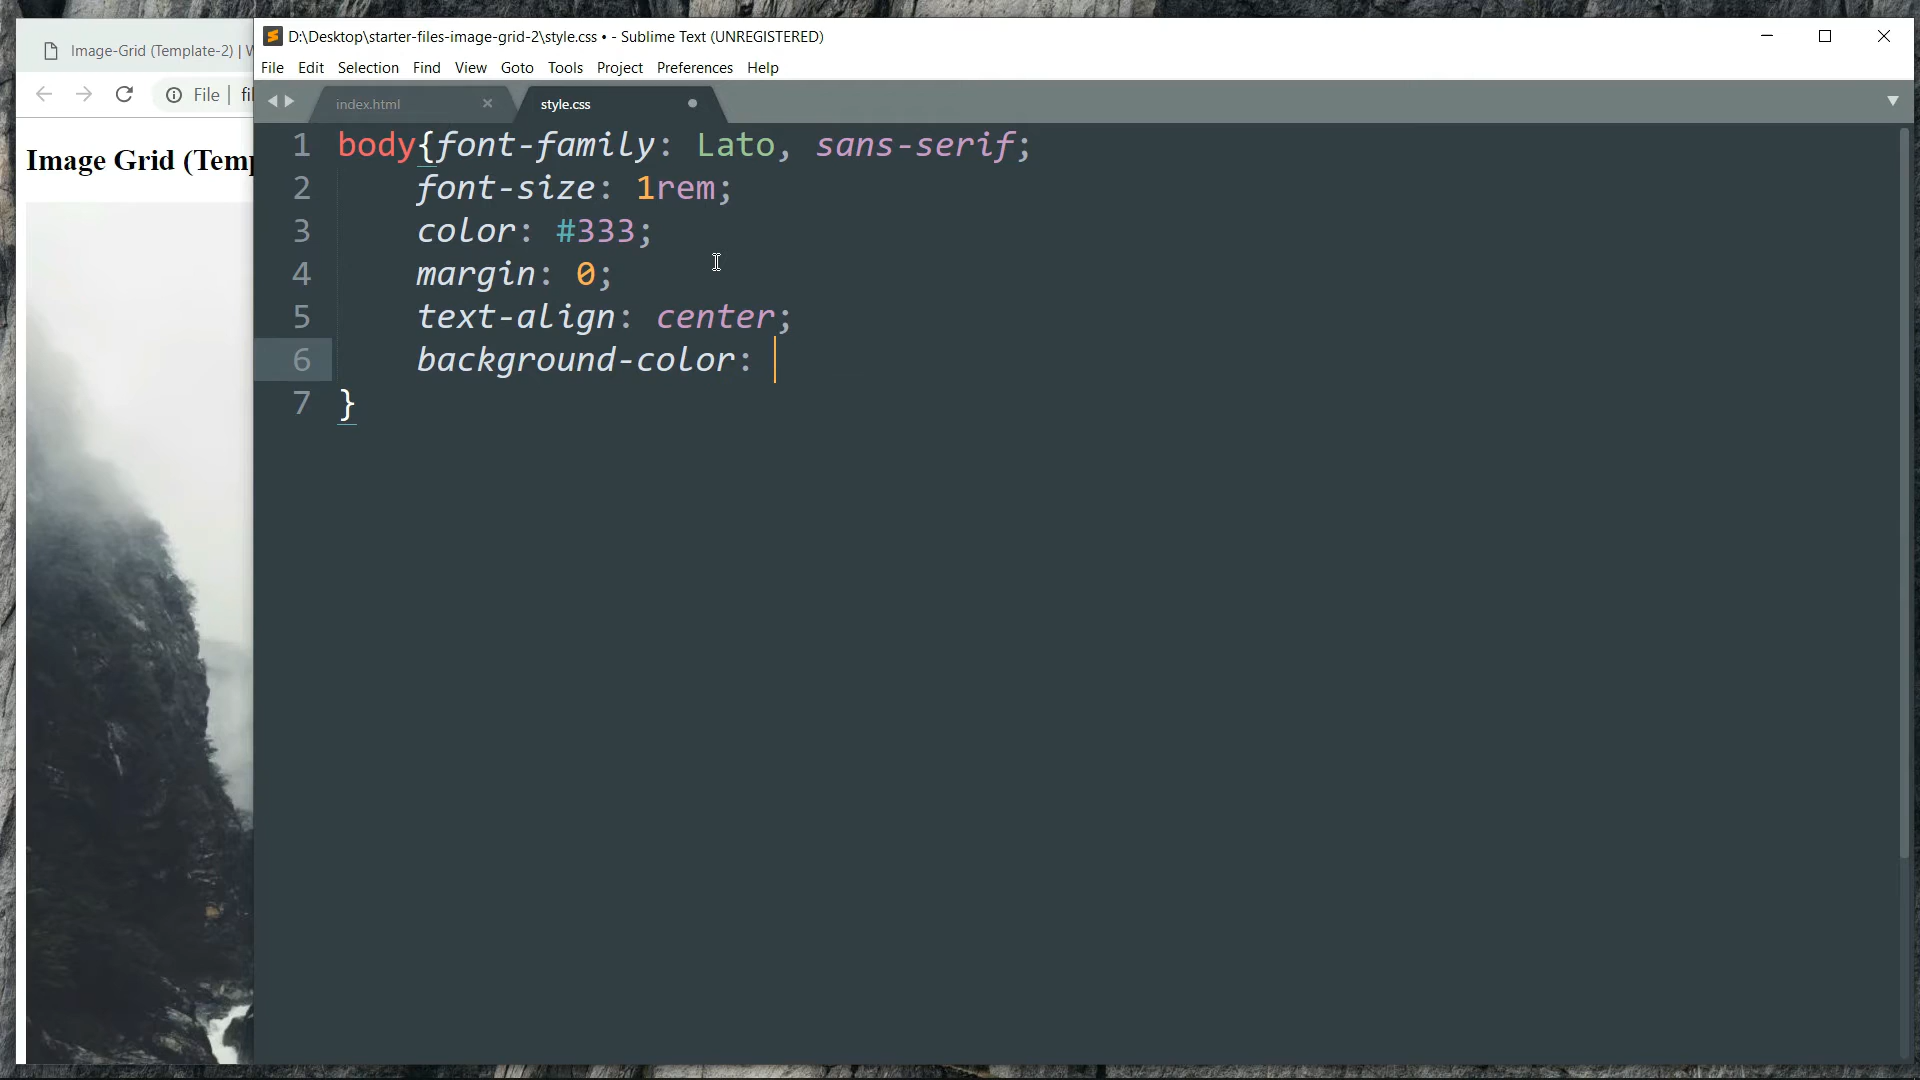 Image-Grid (Template-2) | W
D:\Desktop\starter-files-image-grid-2\style.css • - Sublime Text (UNREGISTERED)
File Edit Selection Find View Goto Tools Project Preferences Help
File | fil
index.html
style.css
Image Grid (Temp
1 body{font-family: Lato, sans-serif;
2 font-size: 1rem;
3 color: #333;
4 margin: 0;
5 text-align: center;
6 background-color:
7 }